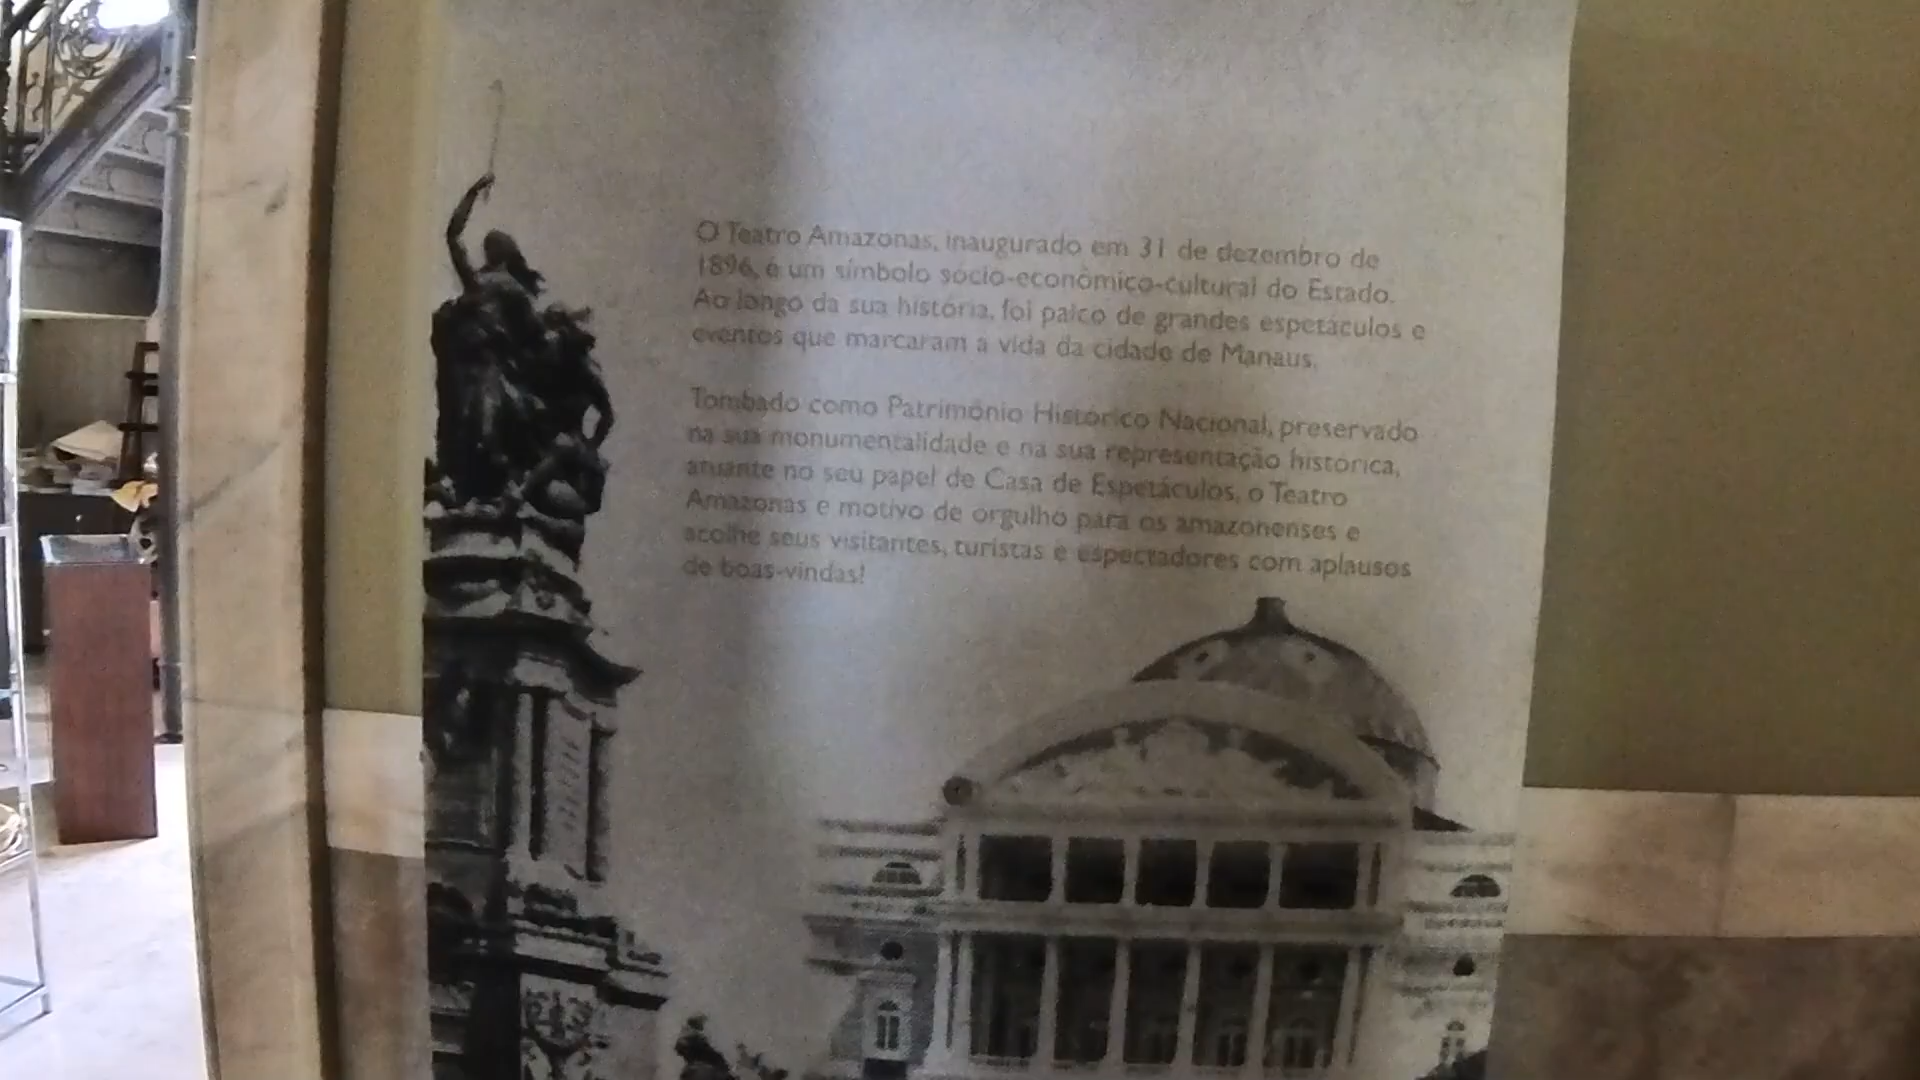 O Teatro Amazonas, inaugurado em 31 de dezembro de
1896, é um símbolo sócio-econômico-cultural do Estado.
Ao longo da sua história, foi palco de grandes espetáculos e
eventos que marcaram a vida da cidade de Manaus.
Tombado como Patrimônio Histórico Nacional, preservado
na sua monumentalidade e na sua representação histórica,
atuante no seu papel de Casa de Espetáculos, o Teatro
Amazonas é motivo de orgulho para os amazonenses e
acolhe seus visitantes, turistas e espectadores com aplausos
de boas-vindas!